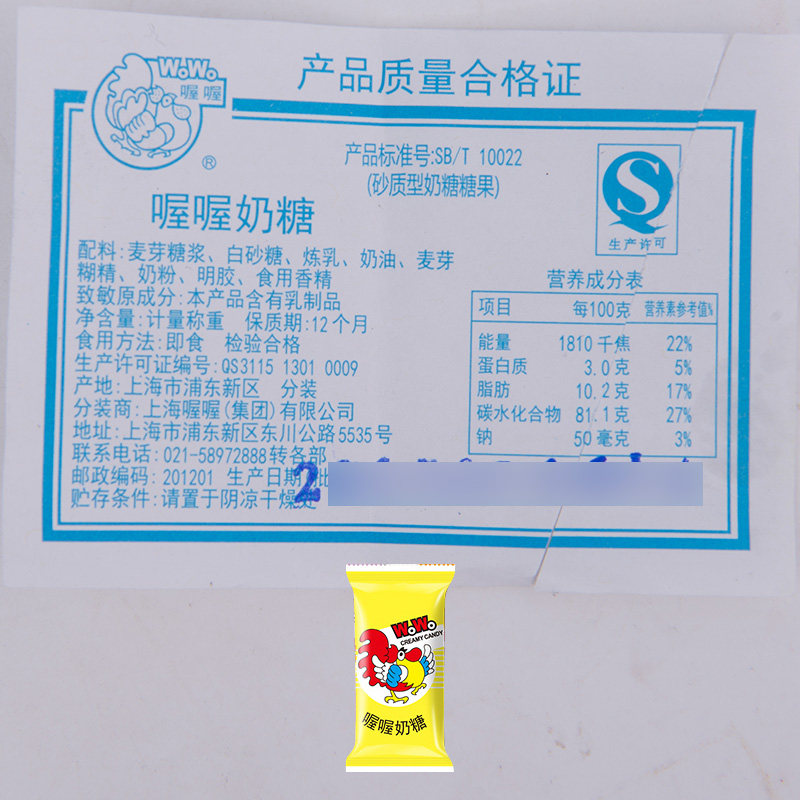 WoWo
喔喔
®
产品质量合格证
产品标准号:SB/T 10022
(砂质型奶糖糖果)
生产许可
喔喔奶糖
配料:麦芽糖浆、白砂糖、炼乳、奶油、麦芽
糊精、奶粉、明胶、食用香精
致敏原成分:本产品含有乳制品
净含量:计量称重 保质期:12个月
食用方法:即食 检验合格
生产许可证编号:QS3115 1301 0009
产地:上海市浦东新区 分装
分装商:上海喔喔(集团)有限公司
地址:上海市浦东新区东川公路5535号
联系电话:021-58972888转各部
邮政编码:201201 生产日期
贮存条件:请置于阴凉干燥处
营养成分表
项目 每100克 营养素参考值%
能量 1810千焦 22%
蛋白质 3.0克 5%
脂肪 10.2克 17%
碳水化合物 81.1克 27%
钠 50毫克 3%
WoWo
CREAMY CANDY
喔喔奶糖